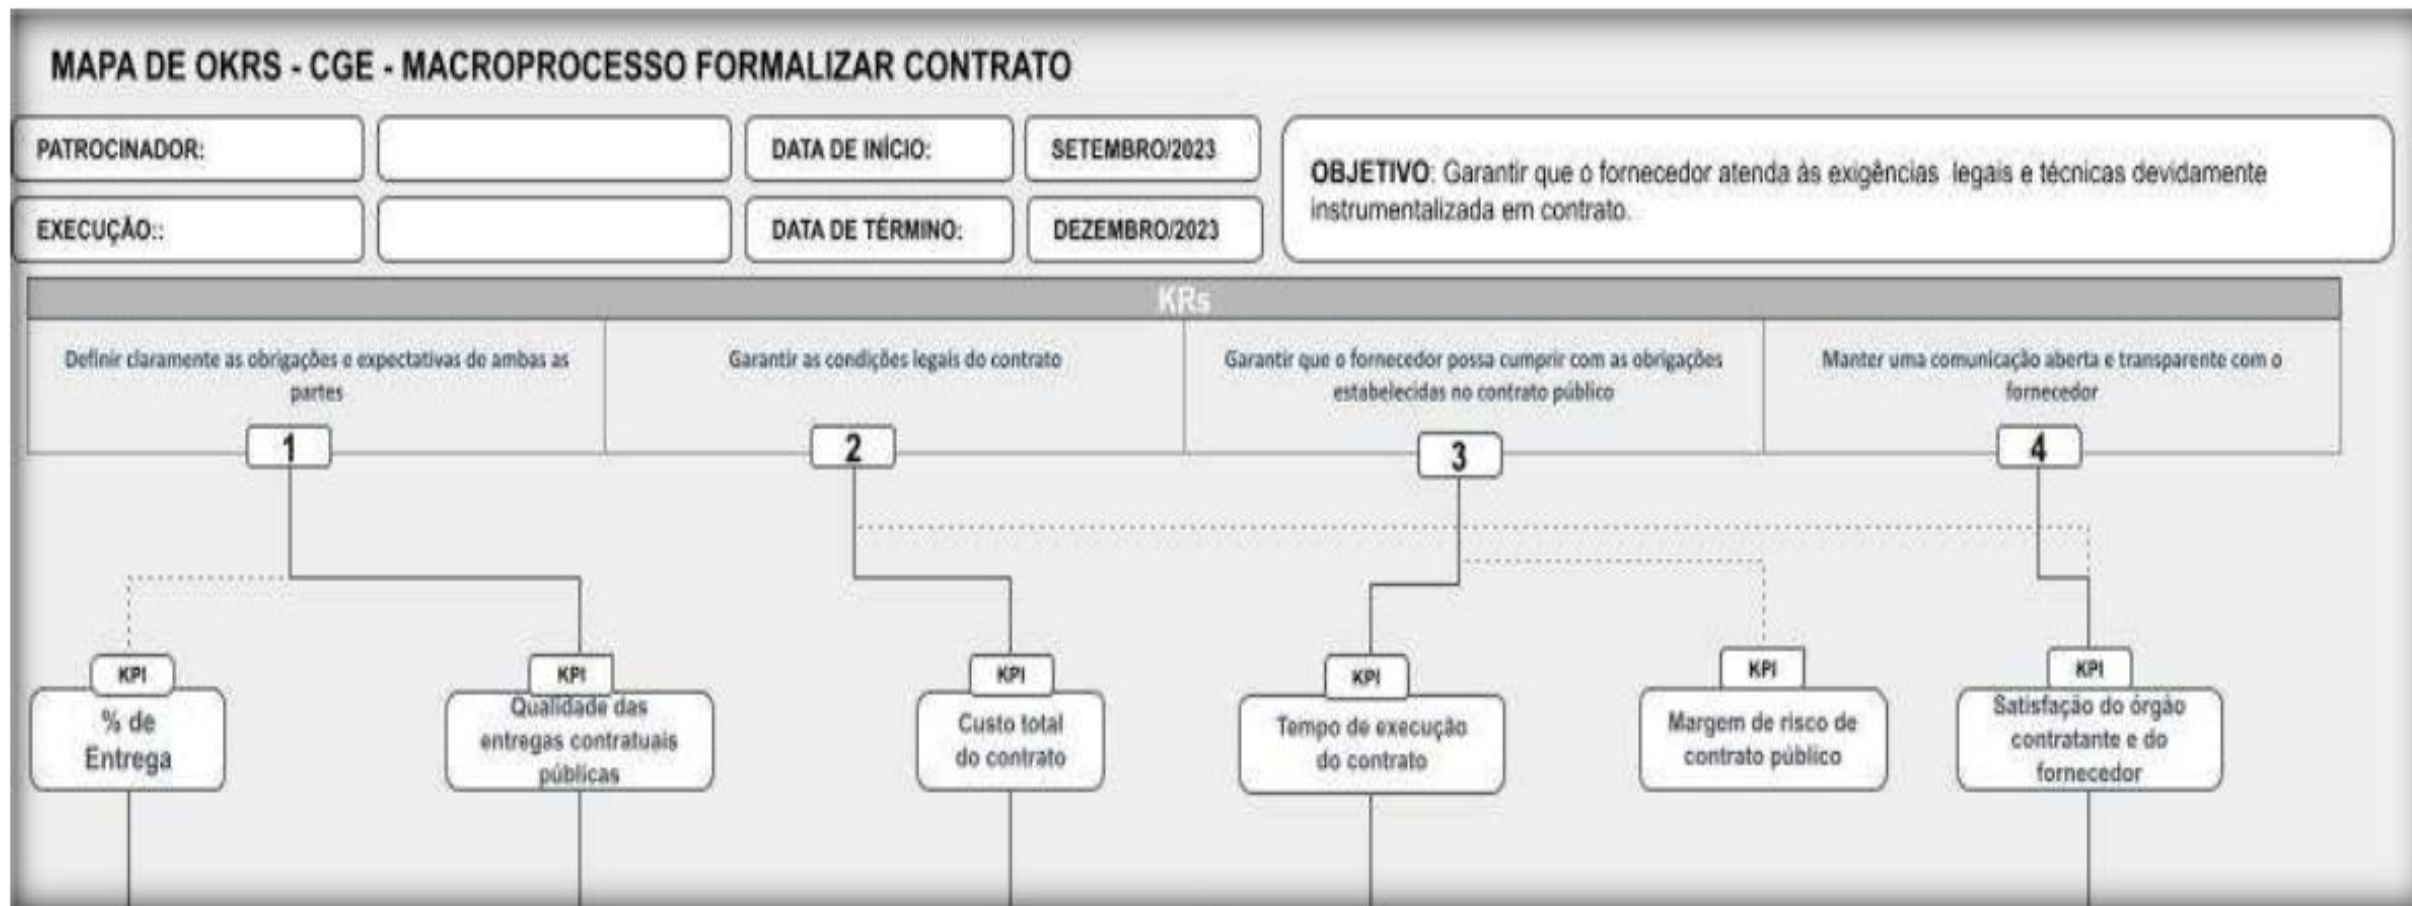 MAPA DE OKRS - CGE - MACROPROCESSO FORMALIZAR CONTRATO
PATROCINADOR:
DATA DE INÍCIO:
SETEMBRO/2023
EXECUÇÃO::
DATA DE TÉRMINO:
DEZEMBRO/2023
OBJETIVO: Garantir que o fornecedor atenda às exigências legais e técnicas devidamente
instrumentalizada em contrato.
KRs
Definir claramente as obrigações e expectativas de ambas as
partes
1
Garantir as condições legais do contrato
2
Garantir que o fornecedor possa cumprir com as obrigações
estabelecidas no contrato público
3
Manter uma comunicação aberta e transparente com o
fornecedor
4
KPI
% de
Entrega
KPI
Qualidade das
entregas contratuais
públicas
KPI
Custo total
do contrato
KPI
Tempo de execução
do contrato
KPI
Margem de risco de
contrato público
KPI
Satisfação do órgão
contratante e do
fornecedor